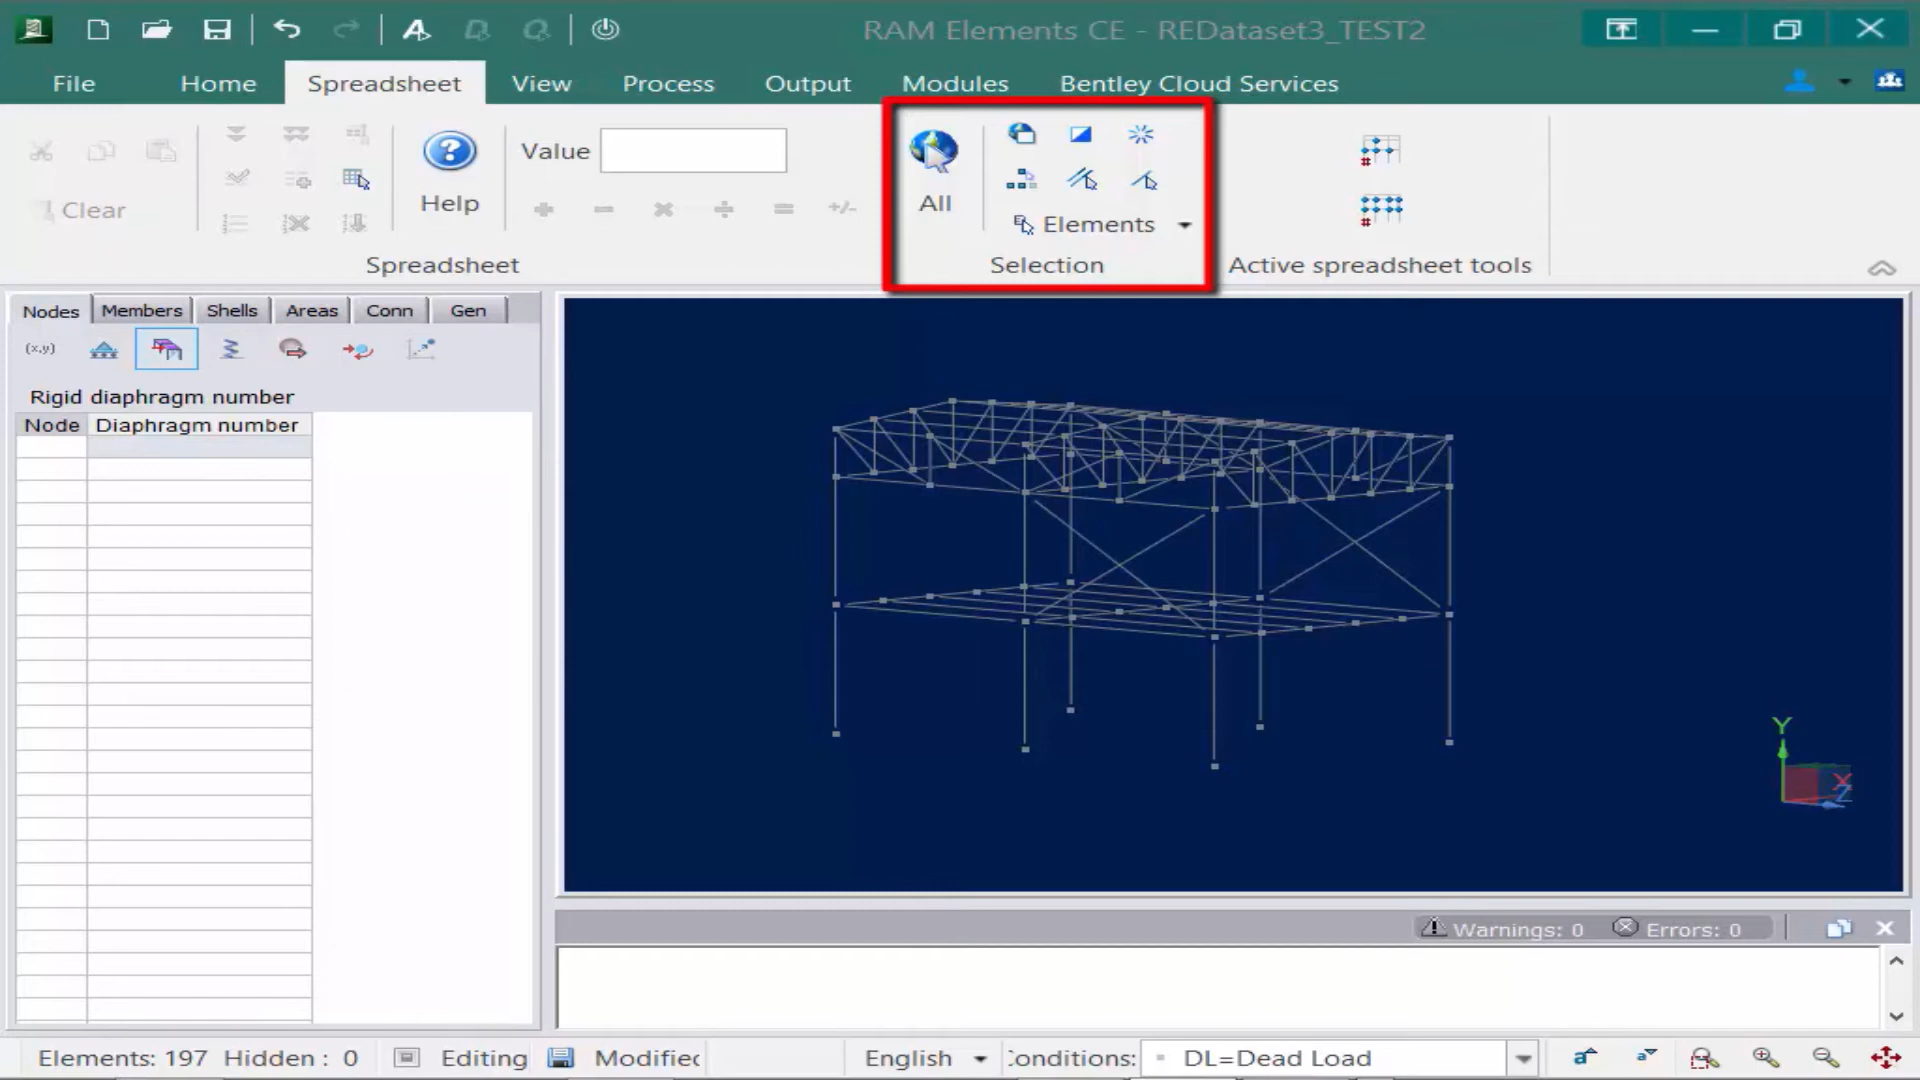 RAM Elements CE - REDataset3_TEST2
File Home Spreadsheet View Process Output Modules Bentley Cloud Services
Clear
Help
Value
All
Elements
Spreadsheet
Selection
Active spreadsheet tools
Nodes Members Shells Areas Conn Gen
(x,y)
Rigid diaphragm number
Node Diaphragm number
Y
X
Z
Warnings: 0 Errors: 0
Elements: 197 Hidden : 0 Editing Modified English Conditions: DL=Dead Load